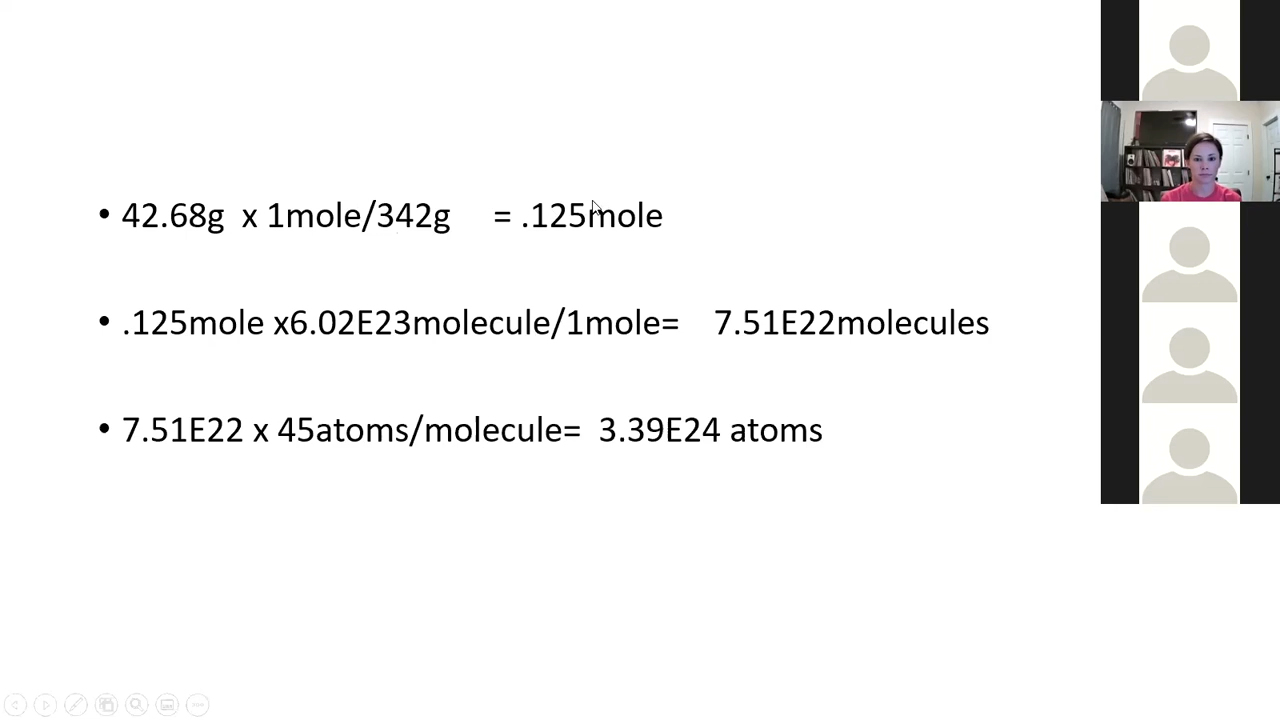 • 42.68g x 1mole/342g = .125mole
• .125mole x6.02E23molecule/1mole= 7.51E22molecules
• 7.51E22 x 45atoms/molecule= 3.39E24 atoms